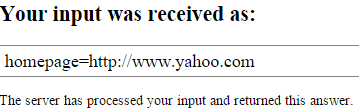 Your input was received as:
homepage=http://www.yahoo.com
The server has processed your input and returned this answer.